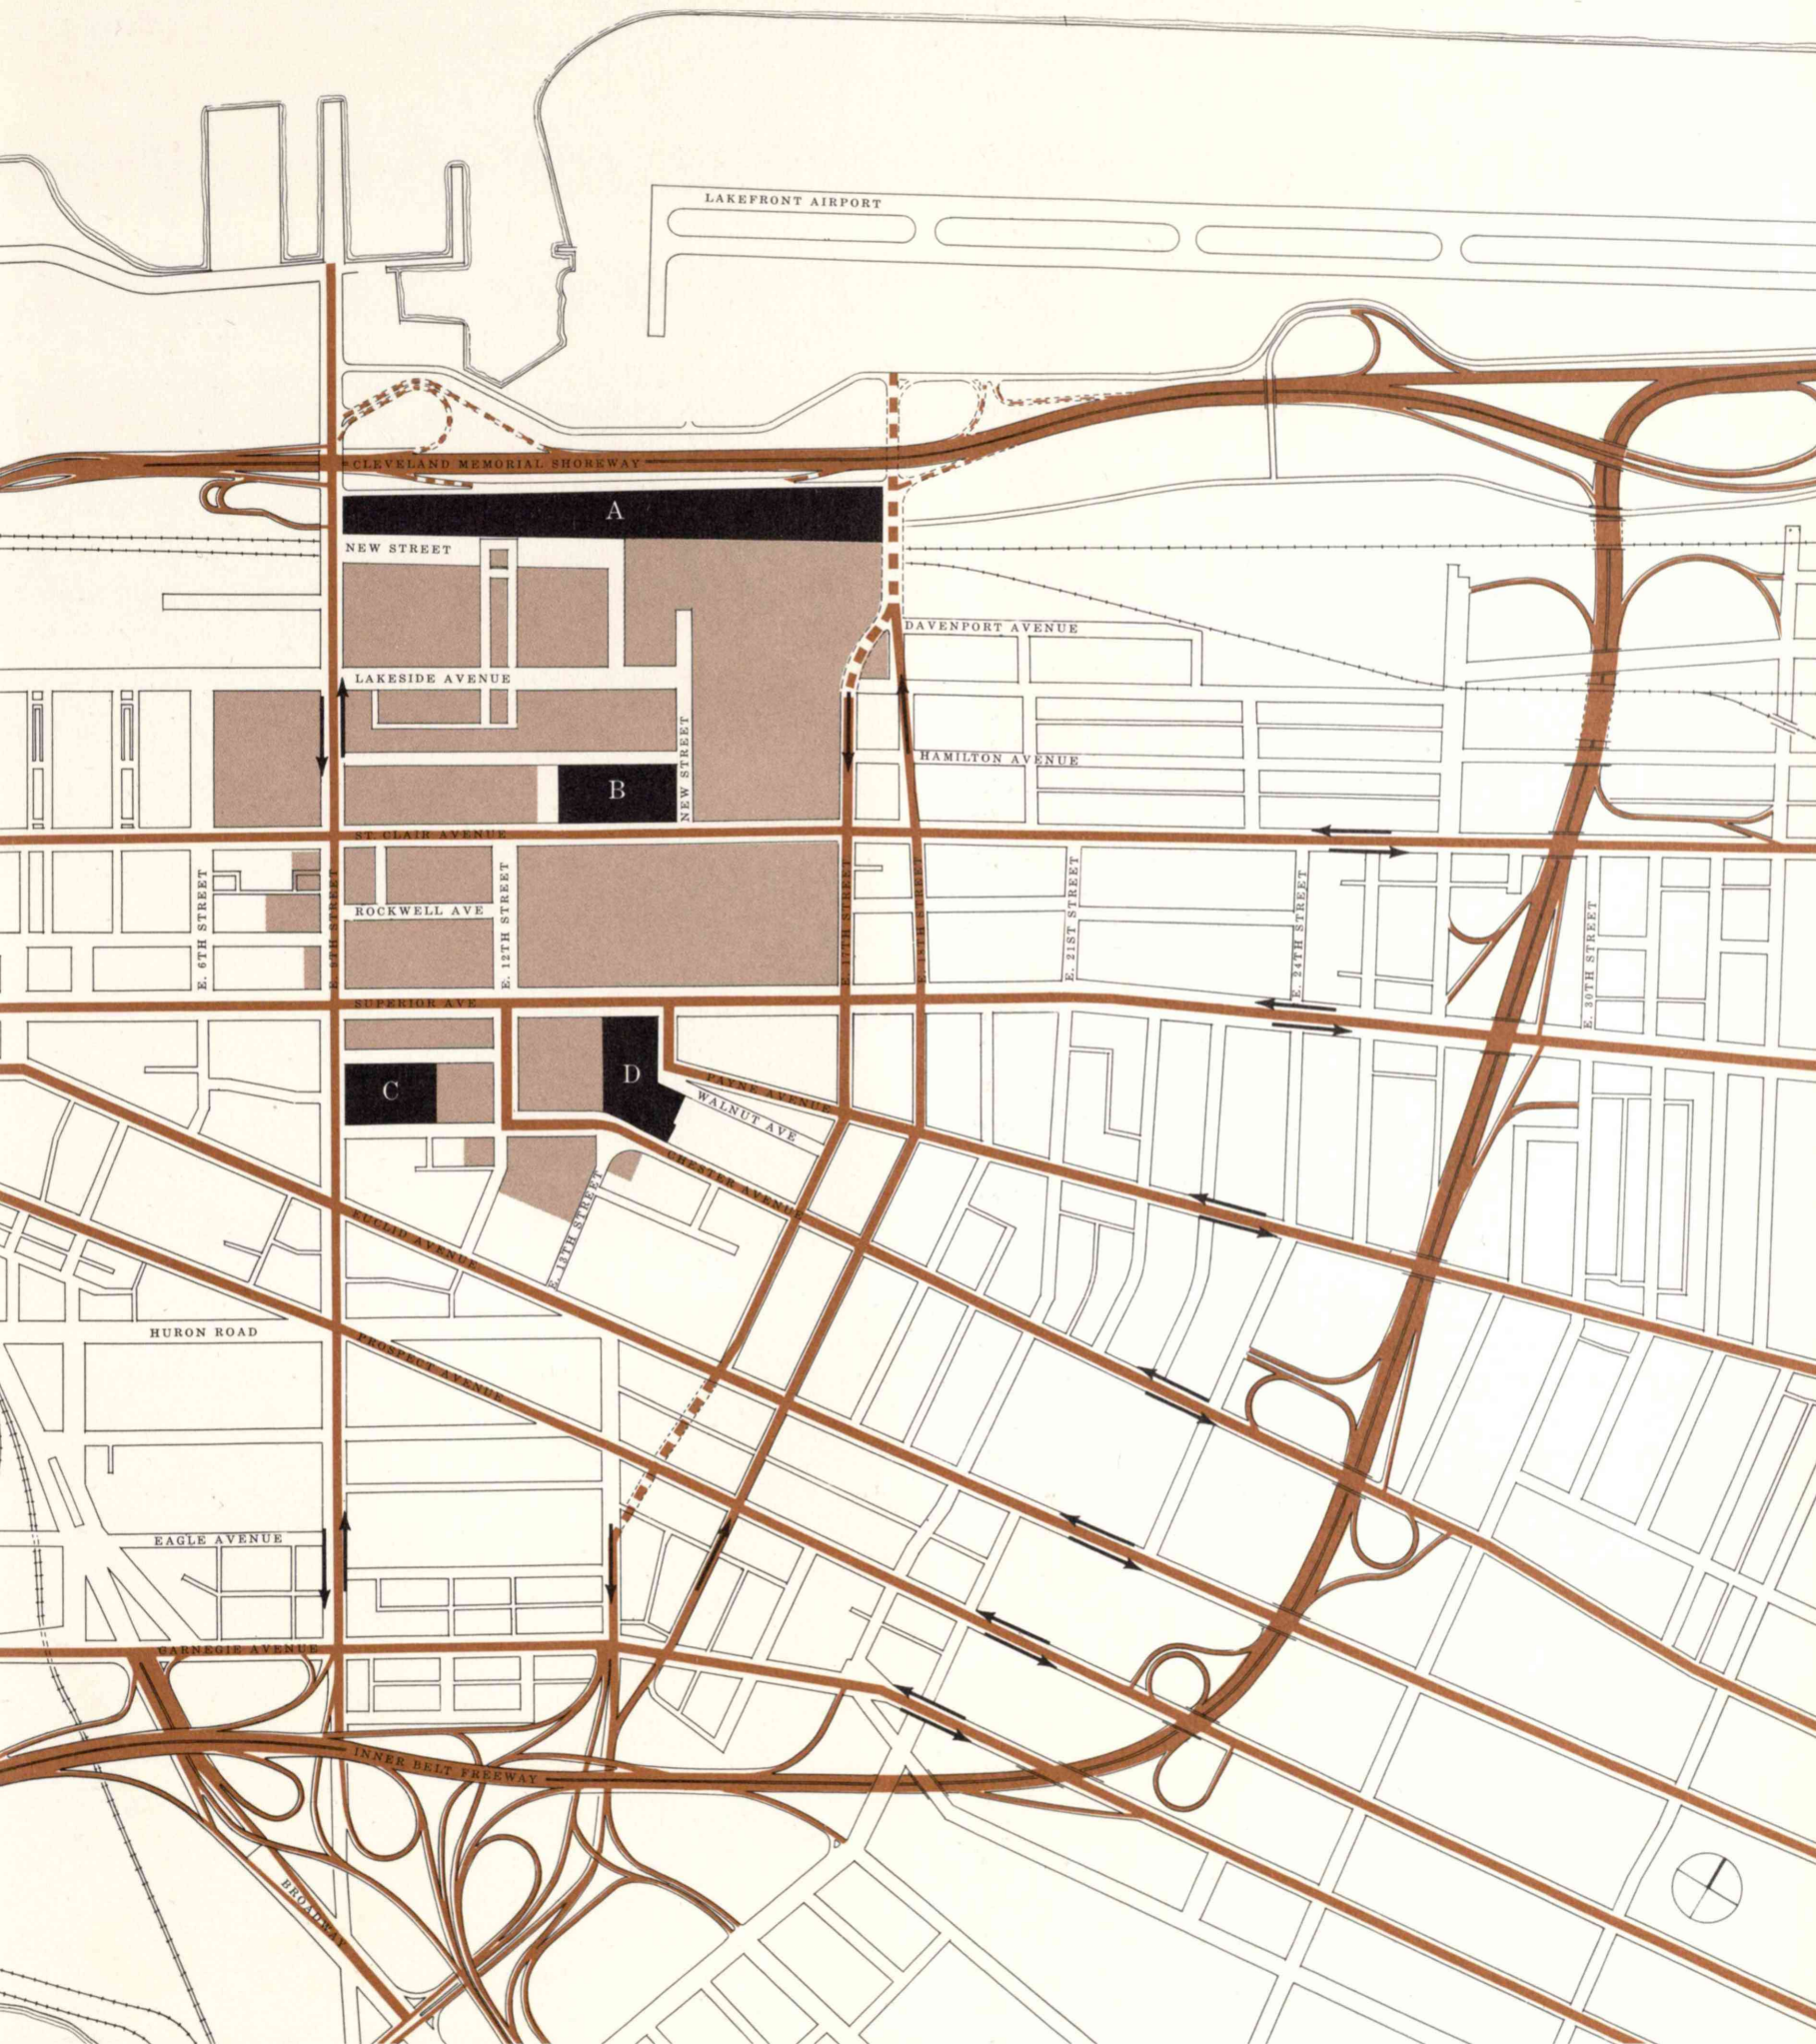 LAKEFRONT AIRPORT
CLEVELAND MEMORIAL SHOREWAY
A
NEW STREET
DAVENPORT AVENUE
LAKESIDE AVENUE
NEW STREET
HAMILTON AVENUE
B
ST. CLAIR AVENUE
E. 6TH STREET
E. 9TH STREET
ROCKWELL AVE
E. 12TH STREET
E. 17TH STREET
E. 18TH STREET
E. 21ST STREET
E. 24TH STREET
E. 30TH STREET
SUPERIOR AVE
C
D
PAYNE AVENUE
WALNUT AVE
CHESTER AVENUE
E. 13TH STREET
EUCLID AVENUE
HURON ROAD
PROSPECT AVENUE
EAGLE AVENUE
CARNEGIE AVENUE
INNER BELT FREEWAY
BROADWAY